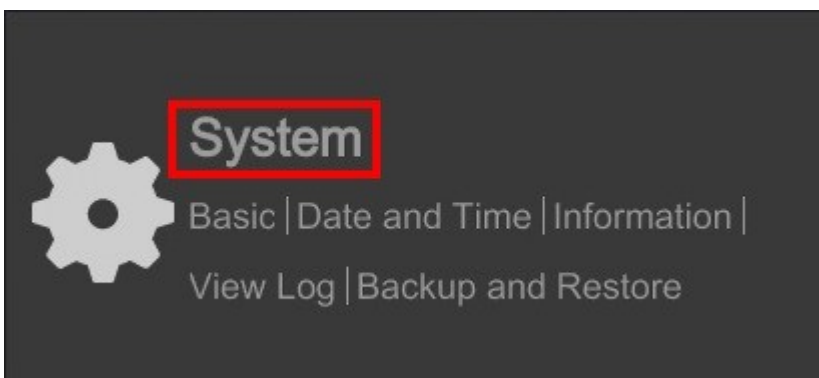 System
Basic | Date and Time | Information |
View Log | Backup and Restore